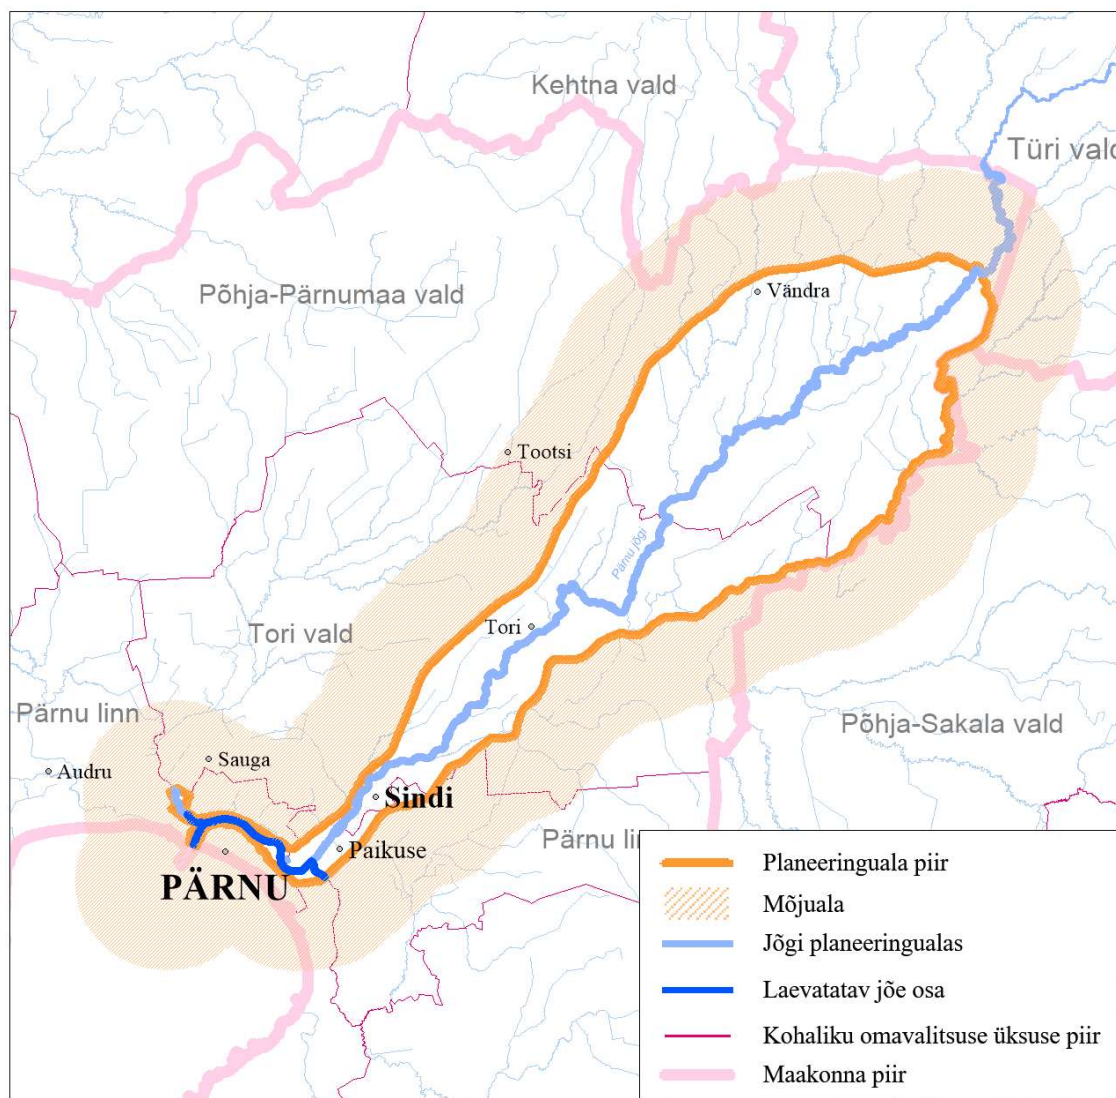 Kehtna vald
Türi vald
Põhja-Pärnumaa vald
Vändra
Tootsi
Pärnu jõgi
Tori vald
Tori
Pärnu linn
Põhja-Sakala vald
Audru
Sauga
Sindi
Pärnu lin
Paikuse
PÄRNU
Planeeringuala piir
Mõjuala
Jõgi planeeringualas
Laevatatav jõe osa
Kohaliku omavalitsuse üksuse piir
Maakonna piir